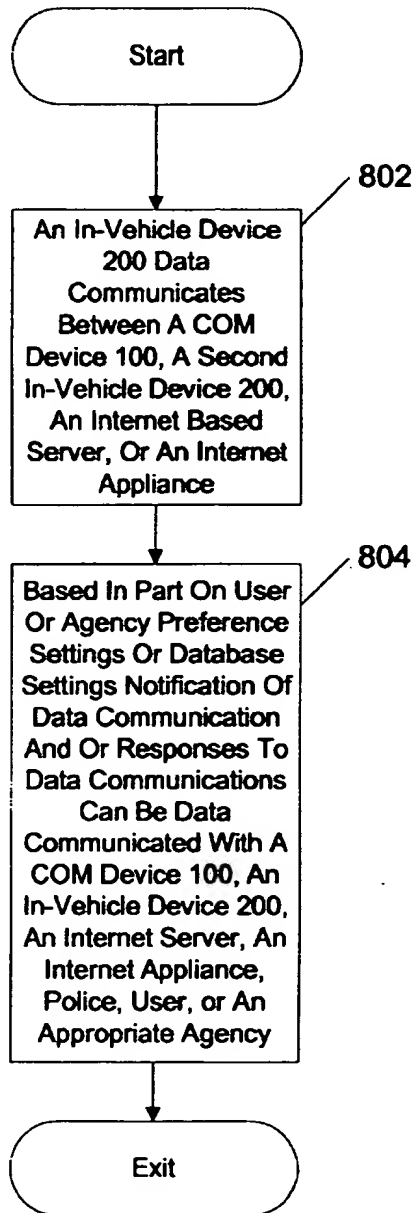 Start
802
An In-Vehicle Device
200 Data
Communicates
Between A COM
Device 100, A Second
In-Vehicle Device 200,
An Internet Based
Server, Or An Internet
Appliance
804
Based In Part On User
Or Agency Preference
Settings Or Database
Settings Notification Of
Data Communication
And Or Responses To
Data Communications
Can Be Data
Communicated With A
COM Device 100, An
In-Vehicle Device 200,
An Internet Server, An
Internet Appliance,
Police, User, or An
Appropriate Agency
Exit